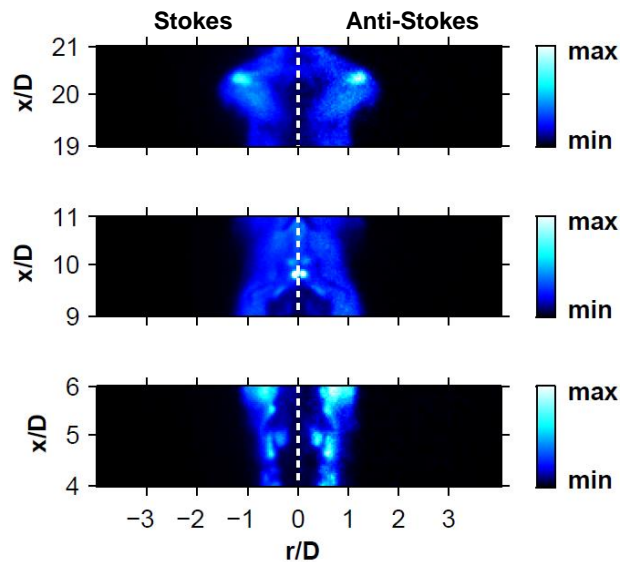 Stokes Anti-Stokes
21
20
19
x/D
max
min
11
10
9
x/D
max
min
6
5
4
x/D
max
min
−3 −2 −1 0 1 2 3
r/D